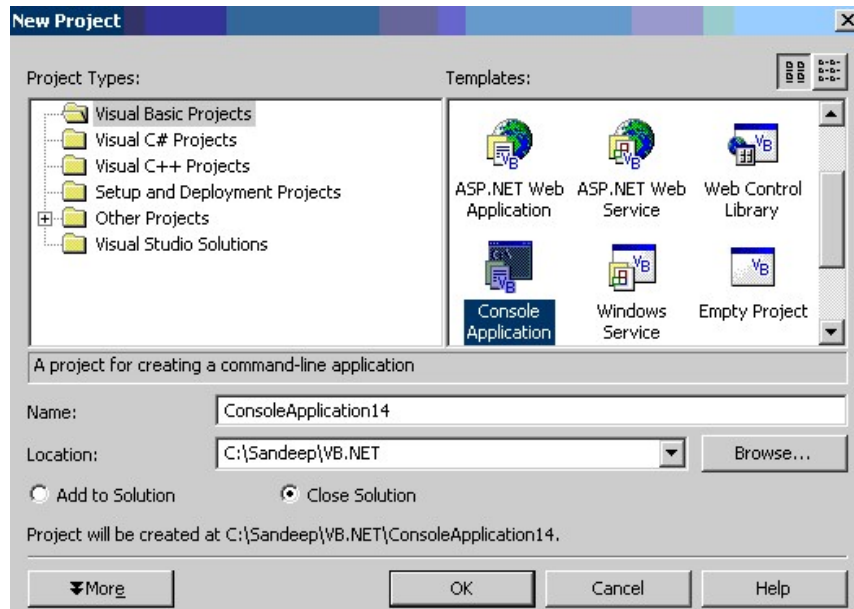 New Project
Project Types:
Templates:
Visual Basic Projects
Visual C# Projects
Visual C++ Projects
Setup and Deployment Projects
Other Projects
Visual Studio Solutions
ASP.NET Web Application
ASP.NET Web Service
Web Control Library
Console Application
Windows Service
Empty Project
A project for creating a command-line application
Name:
ConsoleApplication14
Location:
C:\Sandeep\VB.NET
Browse...
Add to Solution
Close Solution
Project will be created at C:\Sandeep\VB.NET\ConsoleApplication14.
More
OK
Cancel
Help